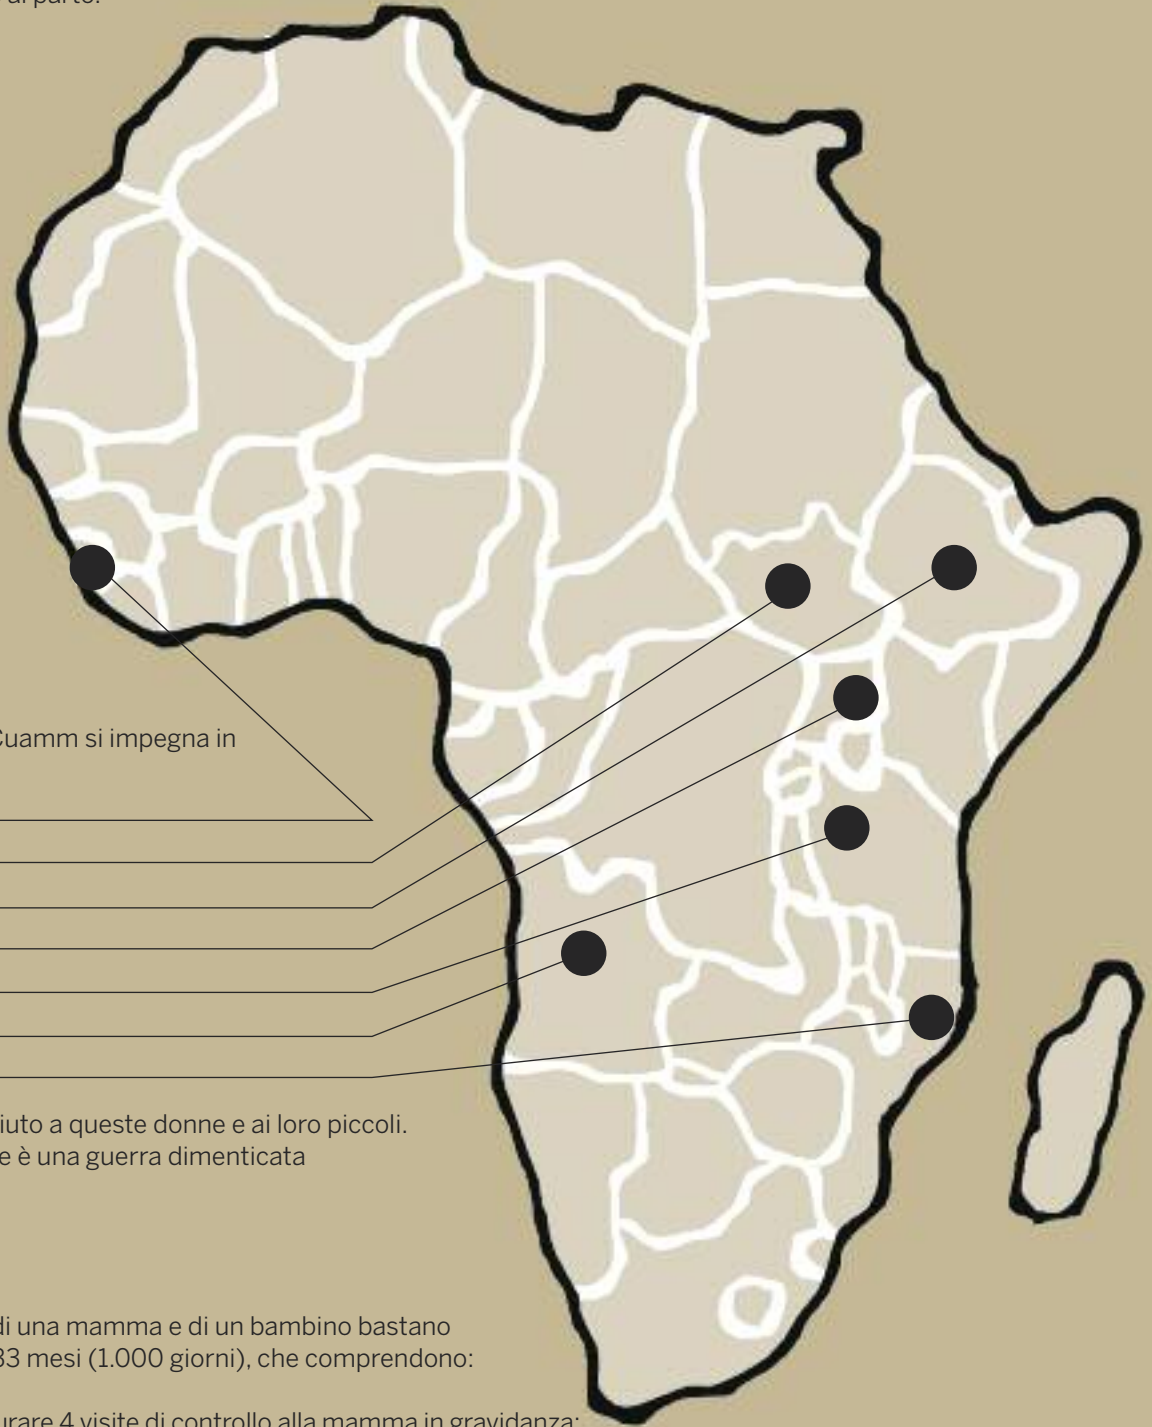 al parto.
Cuamm si impegna in
iuto a queste donne e ai loro piccoli.
e è una guerra dimenticata
di una mamma e di un bambino bastano
33 mesi (1.000 giorni), che comprendono:
urare 4 visite di controllo alla mamma in gravidanza;